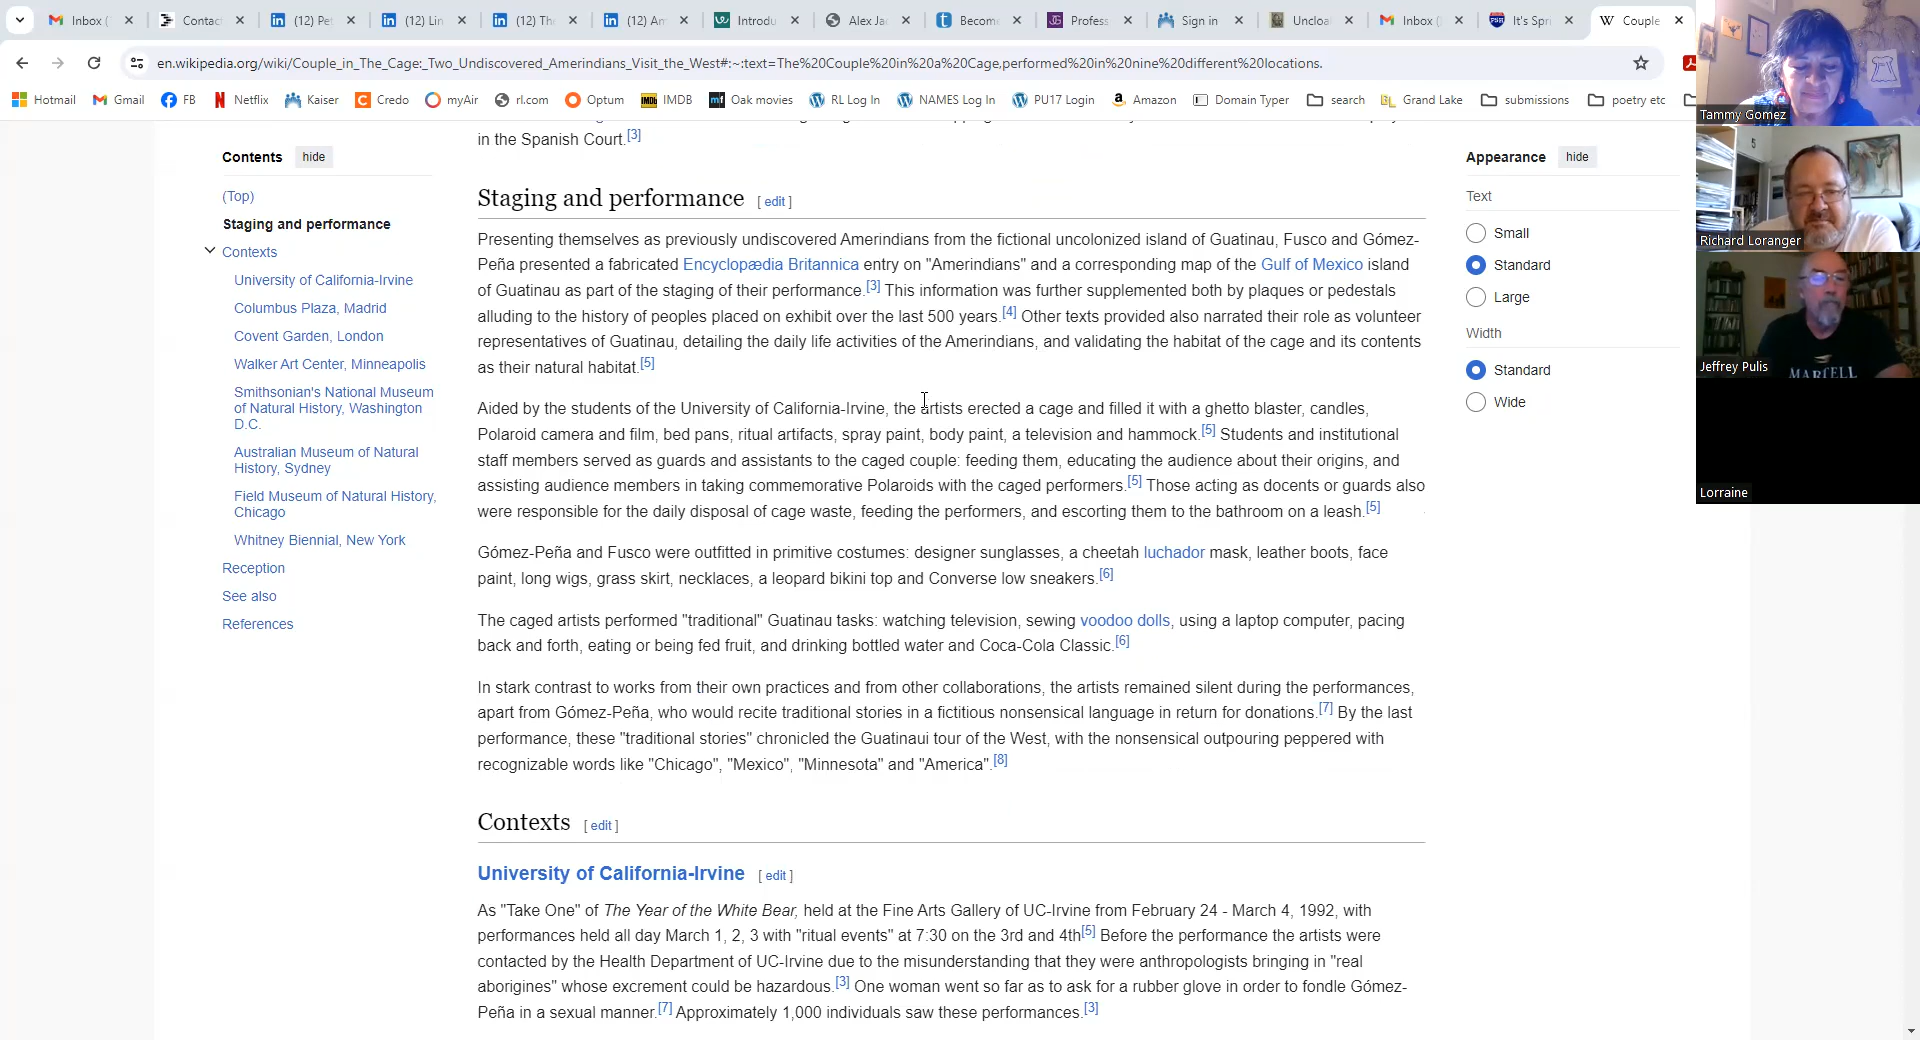 Inbox (
Contac
(12) Pet
(12) Lin
(12) The
(12) Am
Introdu
Alex Ja
Become
Profess
Sign in
Uncloa
Inbox (
It's Spri
Couple
en.wikipedia.org/wiki/Couple_in_The_Cage:_Two_Undiscovered_Amerindians_Visit_the_West#:~:text=The%20Couple%20in%20a%20Cage,performed%20in%20nine%20different%20locations.
Hotmail
Gmail
FB
Netflix
Kaiser
Credo
myAir
rl.com
Optum
IMDB
Oak movies
RL Log In
NAMES Log In
PU17 Login
Amazon
Domain Typer
search
Grand Lake
submissions
poetry etc
Contents hide
(Top)
Staging and performance
Contexts
University of California-Irvine
Columbus Plaza, Madrid
Covent Garden, London
Walker Art Center, Minneapolis
Smithsonian's National Museum
of Natural History, Washington
D.C.
Australian Museum of Natural
History, Sydney
Field Museum of Natural History,
Chicago
Whitney Biennial, New York
Reception
See also
References
in the Spanish Court.[3]
Staging and performance [ edit ]
Presenting themselves as previously undiscovered Amerindians from the fictional uncolonized island of Guatinau, Fusco and Gómez-
Peña presented a fabricated Encyclopædia Britannica entry on "Amerindians" and a corresponding map of the Gulf of Mexico island
of Guatinau as part of the staging of their performance.[3] This information was further supplemented both by plaques or pedestals
alluding to the history of peoples placed on exhibit over the last 500 years.[4] Other texts provided also narrated their role as volunteer
representatives of Guatinau, detailing the daily life activities of the Amerindians, and validating the habitat of the cage and its contents
as their natural habitat.[5]
Aided by the students of the University of California-Irvine, the artists erected a cage and filled it with a ghetto blaster, candles,
Polaroid camera and film, bed pans, ritual artifacts, spray paint, body paint, a television and hammock.[5] Students and institutional
staff members served as guards and assistants to the caged couple: feeding them, educating the audience about their origins, and
assisting audience members in taking commemorative Polaroids with the caged performers.[5] Those acting as docents or guards also
were responsible for the daily disposal of cage waste, feeding the performers, and escorting them to the bathroom on a leash.[5]
Gómez-Peña and Fusco were outfitted in primitive costumes: designer sunglasses, a cheetah luchador mask, leather boots, face
paint, long wigs, grass skirt, necklaces, a leopard bikini top and Converse low sneakers.[6]
The caged artists performed "traditional" Guatinau tasks: watching television, sewing voodoo dolls, using a laptop computer, pacing
back and forth, eating or being fed fruit, and drinking bottled water and Coca-Cola Classic.[6]
In stark contrast to works from their own practices and from other collaborations, the artists remained silent during the performances,
apart from Gómez-Peña, who would recite traditional stories in a fictitious nonsensical language in return for donations.[7] By the last
performance, these "traditional stories" chronicled the Guatinaui tour of the West, with the nonsensical outpouring peppered with
recognizable words like "Chicago", "Mexico", "Minnesota" and "America".[8]
Contexts [ edit ]
University of California-Irvine [ edit ]
As "Take One" of The Year of the White Bear, held at the Fine Arts Gallery of UC-Irvine from February 24 - March 4, 1992, with
performances held all day March 1, 2, 3 with "ritual events" at 7:30 on the 3rd and 4th[5] Before the performance the artists were
contacted by the Health Department of UC-Irvine due to the misunderstanding that they were anthropologists bringing in "real
aborigines" whose excrement could be hazardous.[3] One woman went so far as to ask for a rubber glove in order to fondle Gómez-
Peña in a sexual manner.[7] Approximately 1,000 individuals saw these performances.[3]
Appearance hide
Text
Small
Standard
Large
Width
Standard
Wide
Tammy Gomez
Richard Loranger
Jeffrey Pulis
MARTELL
Lorraine